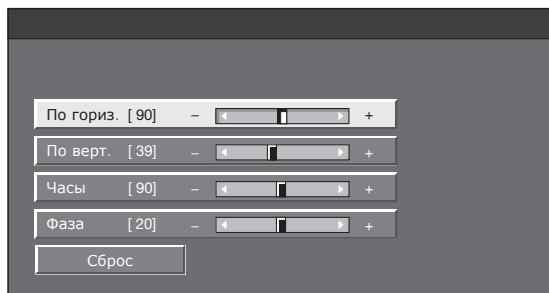 По гориз. [ 90] – +
По верт. [ 39] – +
Часы [ 90] – +
Фаза [ 20] – +
Сброс